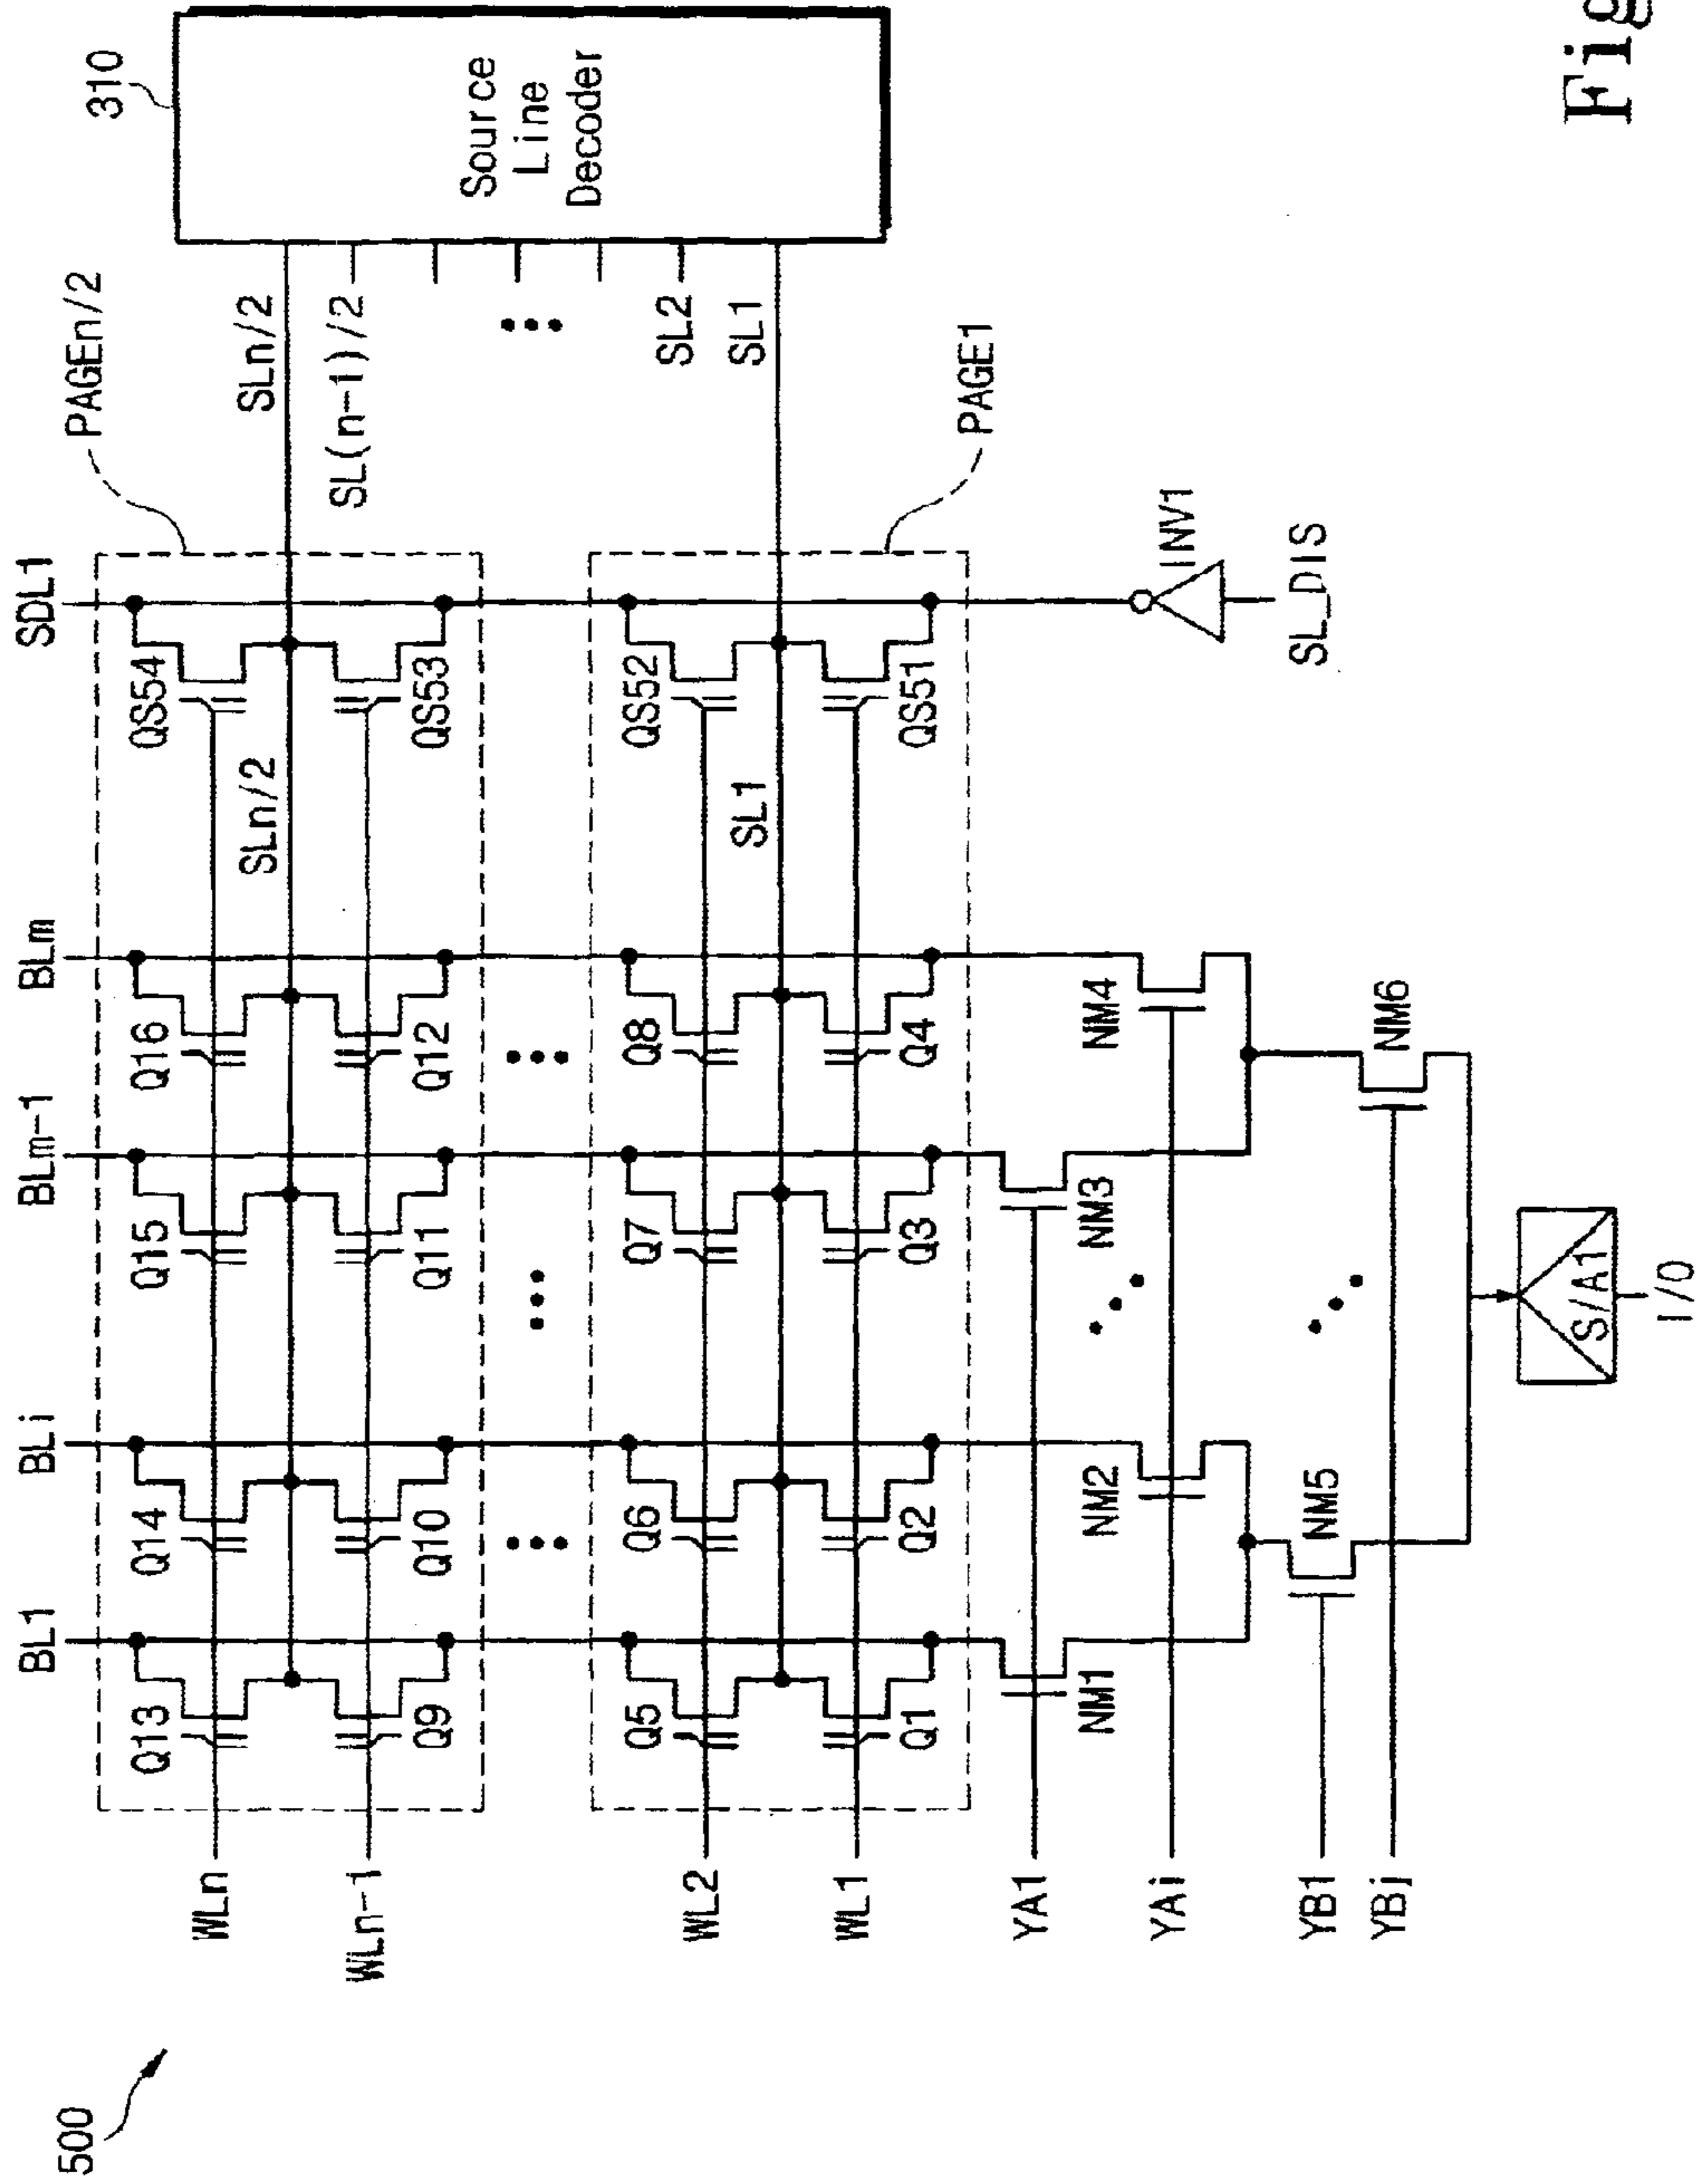 500
BL1
BLi
BLm-1
BLm
SDL1
PAGEn/2
310
Q13
Q14
Q15
Q16
QS54
WLn
SLn/2
SLn/2
WLn-1
SL(n-1)/2
Q9
Q10
Q11
Q12
QS53
Source
Line
Decoder
Q5
Q6
Q7
Q8
QS52
SL2
WL2
SL1
SL1
WL1
Q1
Q2
Q3
Q4
QS51
PAGE1
YA1
NM1
NM2
NM3
NM4
YAi
INV1
YB1
NM5
SL_DIS
YBj
NM6
S/A1
I/O
Fig